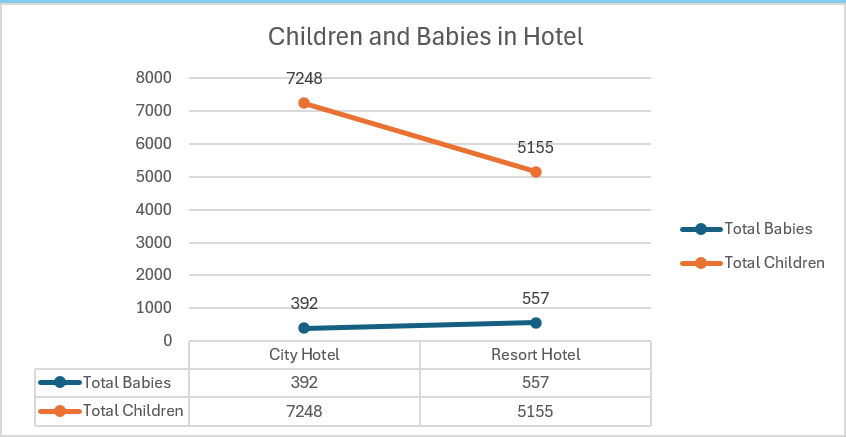 Children and Babies in Hotel
8000
7000
6000
5000
4000
3000
2000
1000
0
7248
5155
392
557
Total Babies
Total Children
City Hotel Resort Hotel
Total Babies 392 557
Total Children 7248 5155